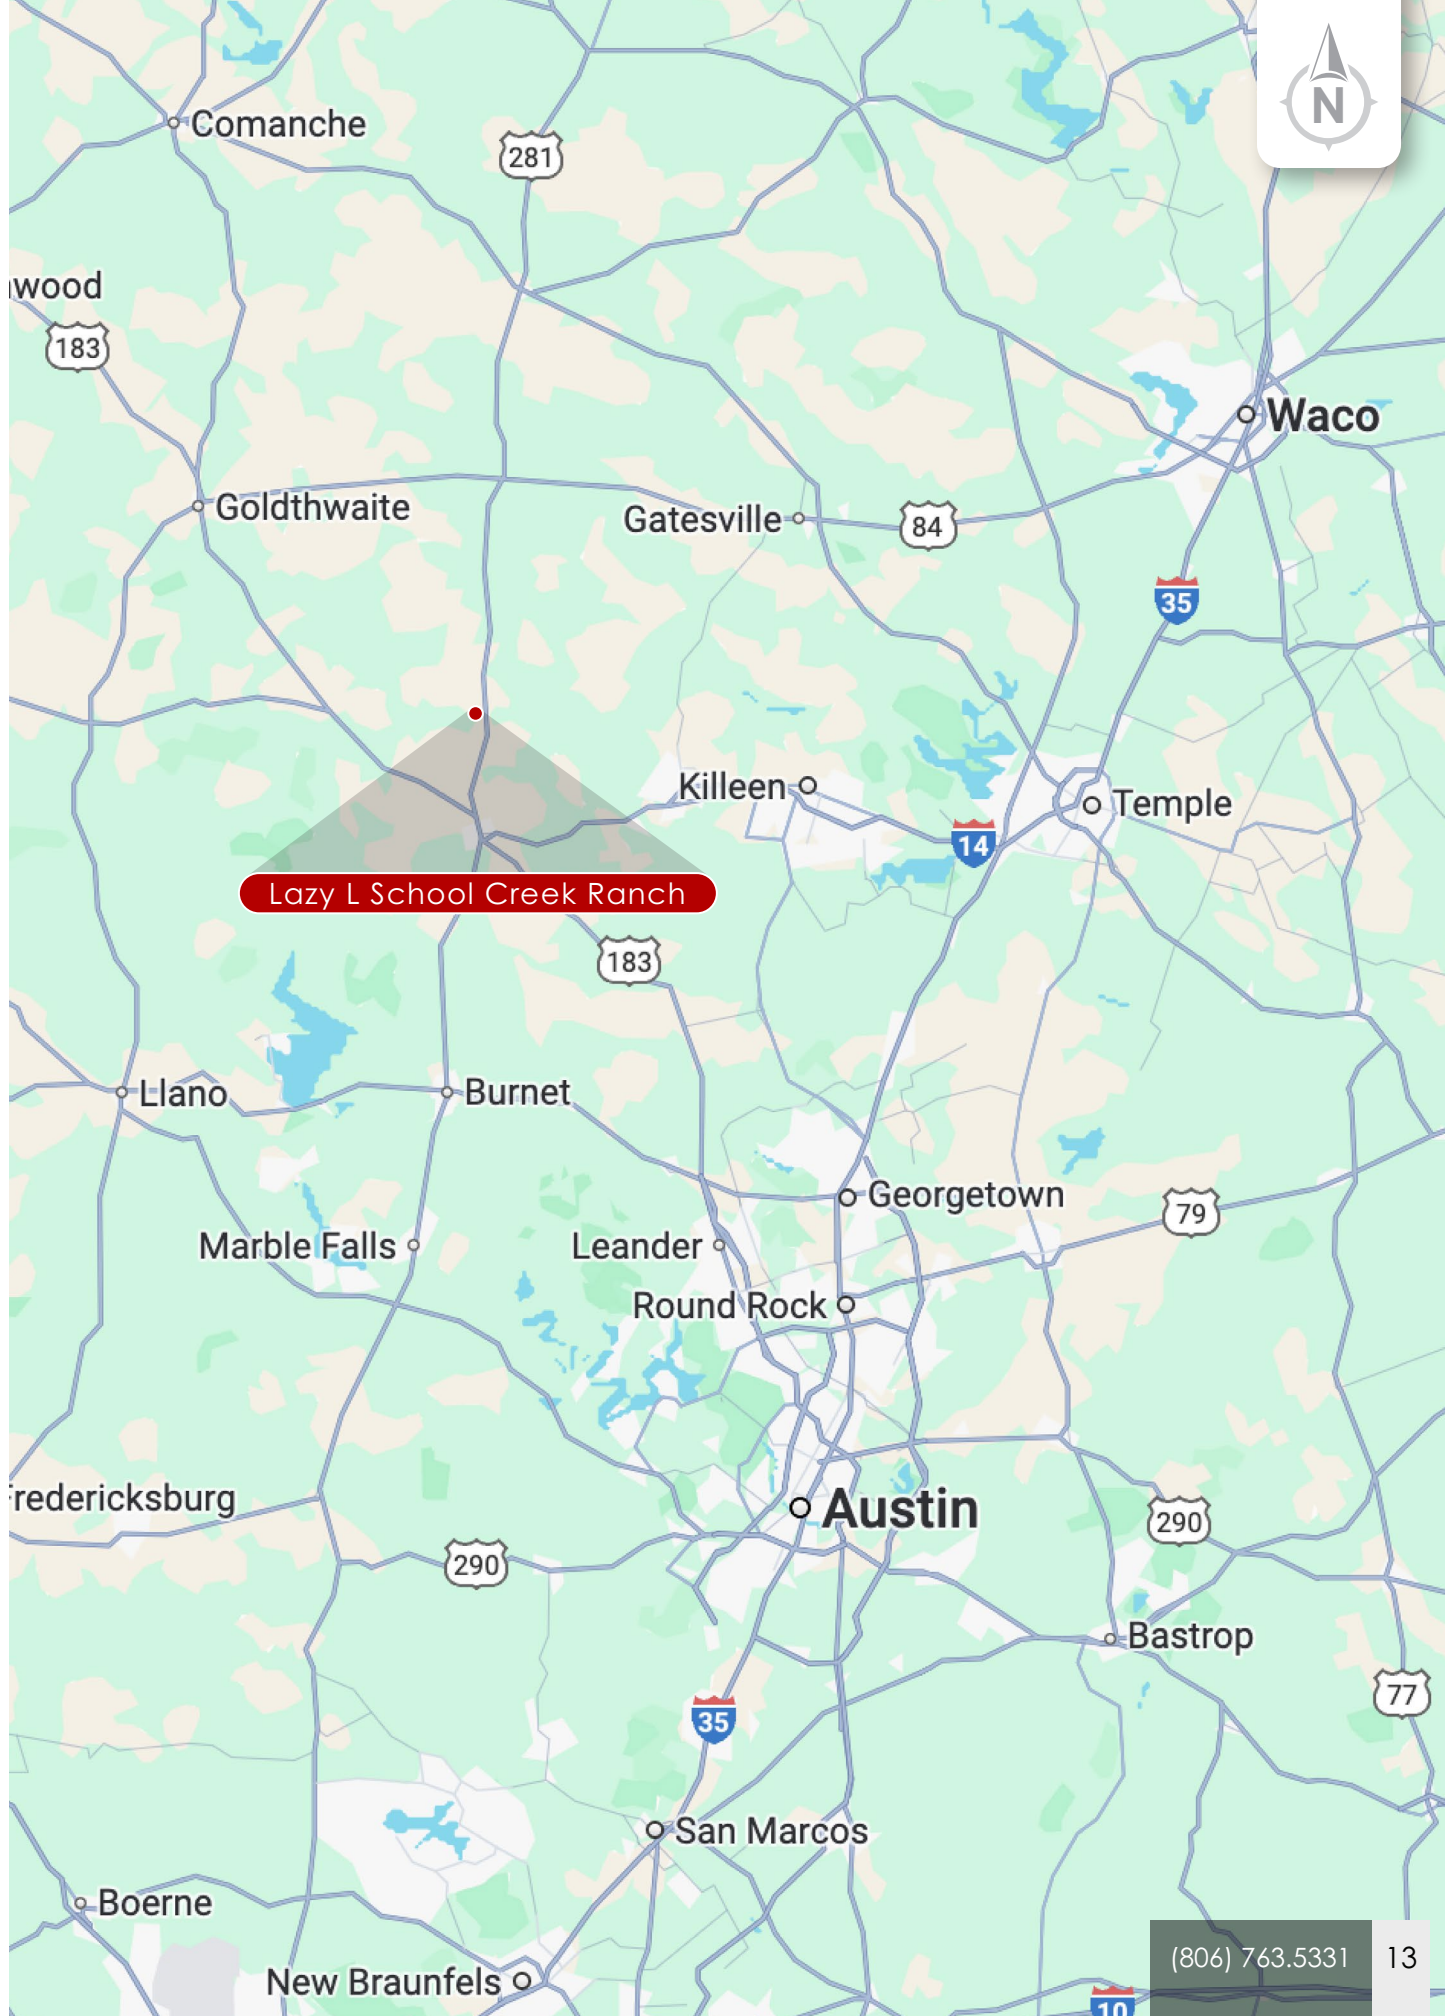 N
Comanche
281
wood
183
Waco
Goldthwaite
Gatesville
84
35
Killeen
Temple
14
Lazy L School Creek Ranch
183
Llano
Burnet
Georgetown
79
Marble Falls
Leander
Round Rock
Fredericksburg
Austin
290
290
Bastrop
77
35
San Marcos
Boerne
New Braunfels
(806) 763.5331
13
10